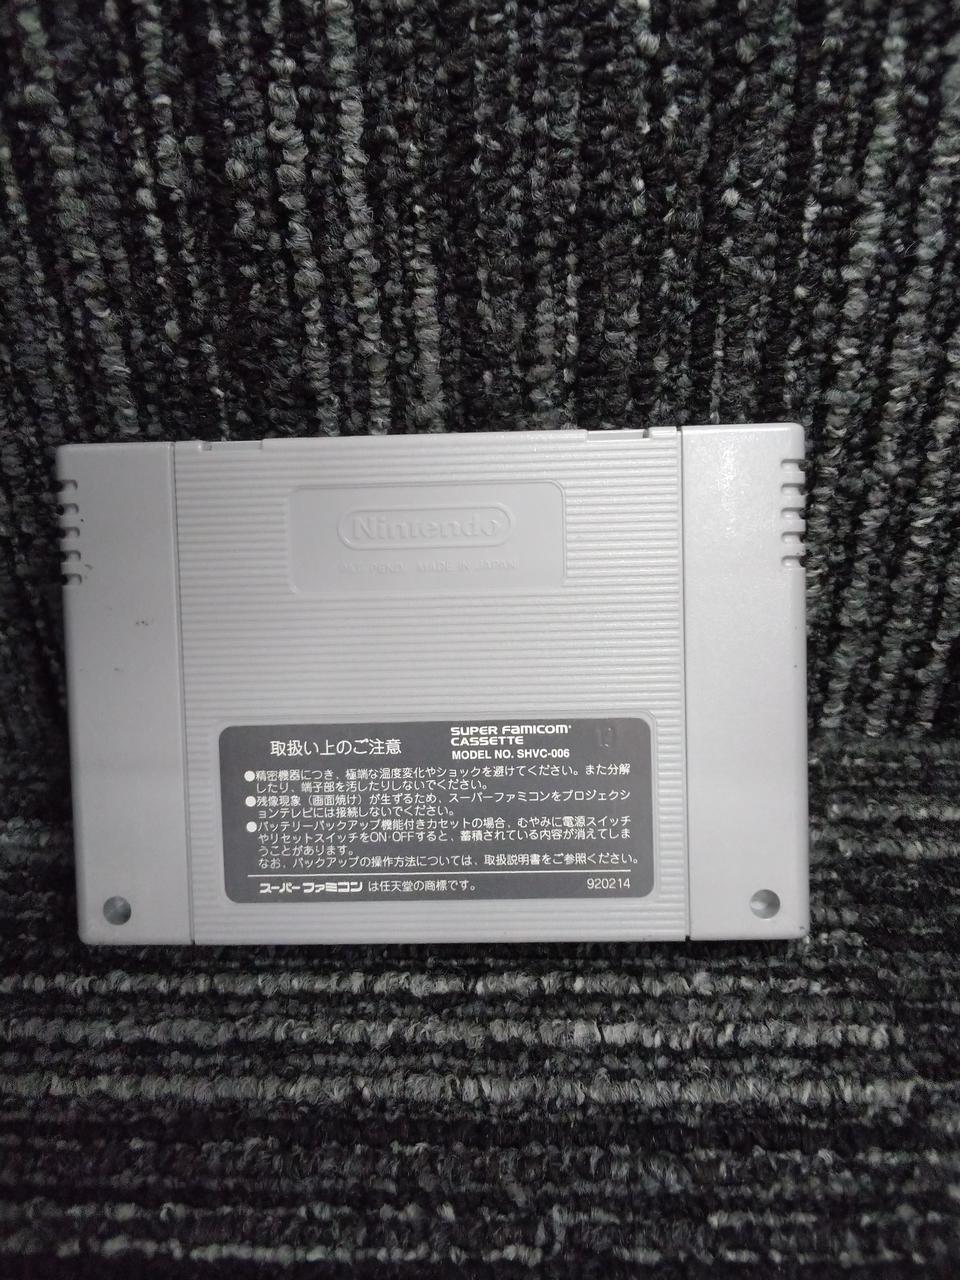 Nintendo
PAT. PEND. MADE IN JAPAN
取扱い上のご注意
SUPER FAMICOM
CASSETTE
MODEL NO. SHVC-006
●精密機器につき、極端な温度変化やショックを避けてください。また分解
したり、端子部を汚したりしないでください。
●残像現象（画面焼け）が生ずるため、スーパーファミコンをプロジェクシ
ョンテレビには接続しないでください。
●バッテリーバックアップ機能付きカセットの場合、むやみに電源スイッチ
やリセットスイッチをON·OFFすると、蓄積されている内容が消えてしま
うことがあります。
なお、バックアップの操作方法については、取扱説明書をご参照ください。
スーパーファミコン は任天堂の商標です。
920214